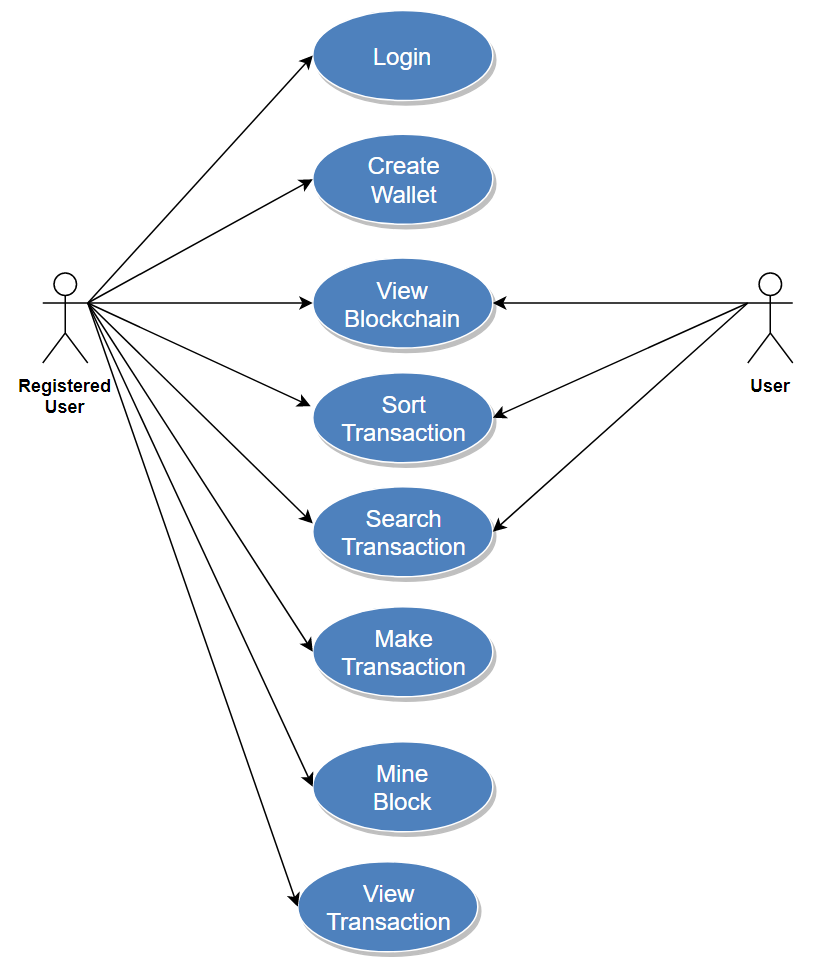 Login
Create
Wallet
View
Blockchain
Registered
User
User
Sort
Transaction
Search
Transaction
Make
Transaction
Mine
Block
View
Transaction